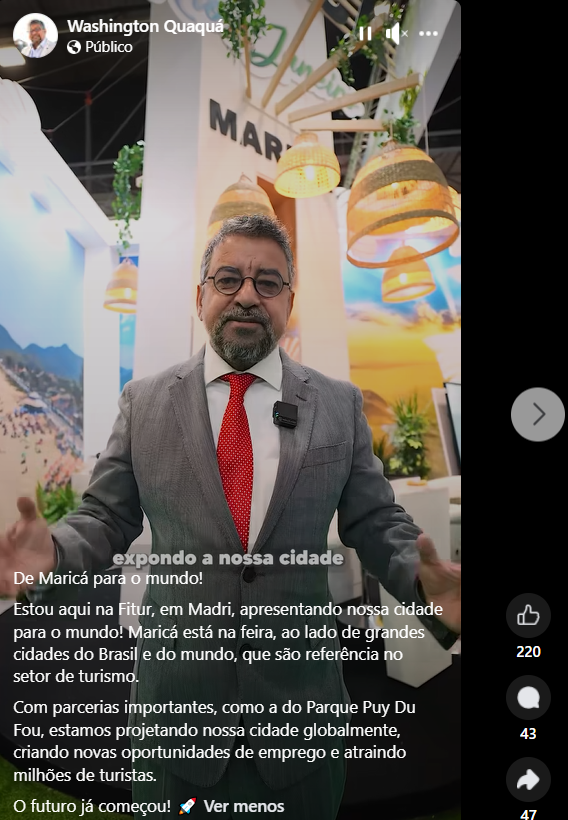 Washington Quaquá
Público
Janeiro
MAR
expondo a nossa cidade
De Maricá para o mundo!
Estou aqui na Fitur, em Madri, apresentando nossa cidade
para o mundo! Maricá está na feira, ao lado de grandes
cidades do Brasil e do mundo, que são referência no
setor de turismo.
Com parcerias importantes, como a do Parque Puy Du
Fou, estamos projetando nossa cidade globalmente,
criando novas oportunidades de emprego e atraindo
milhões de turistas.
O futuro já começou! 🚀 Ver menos
220
43
47